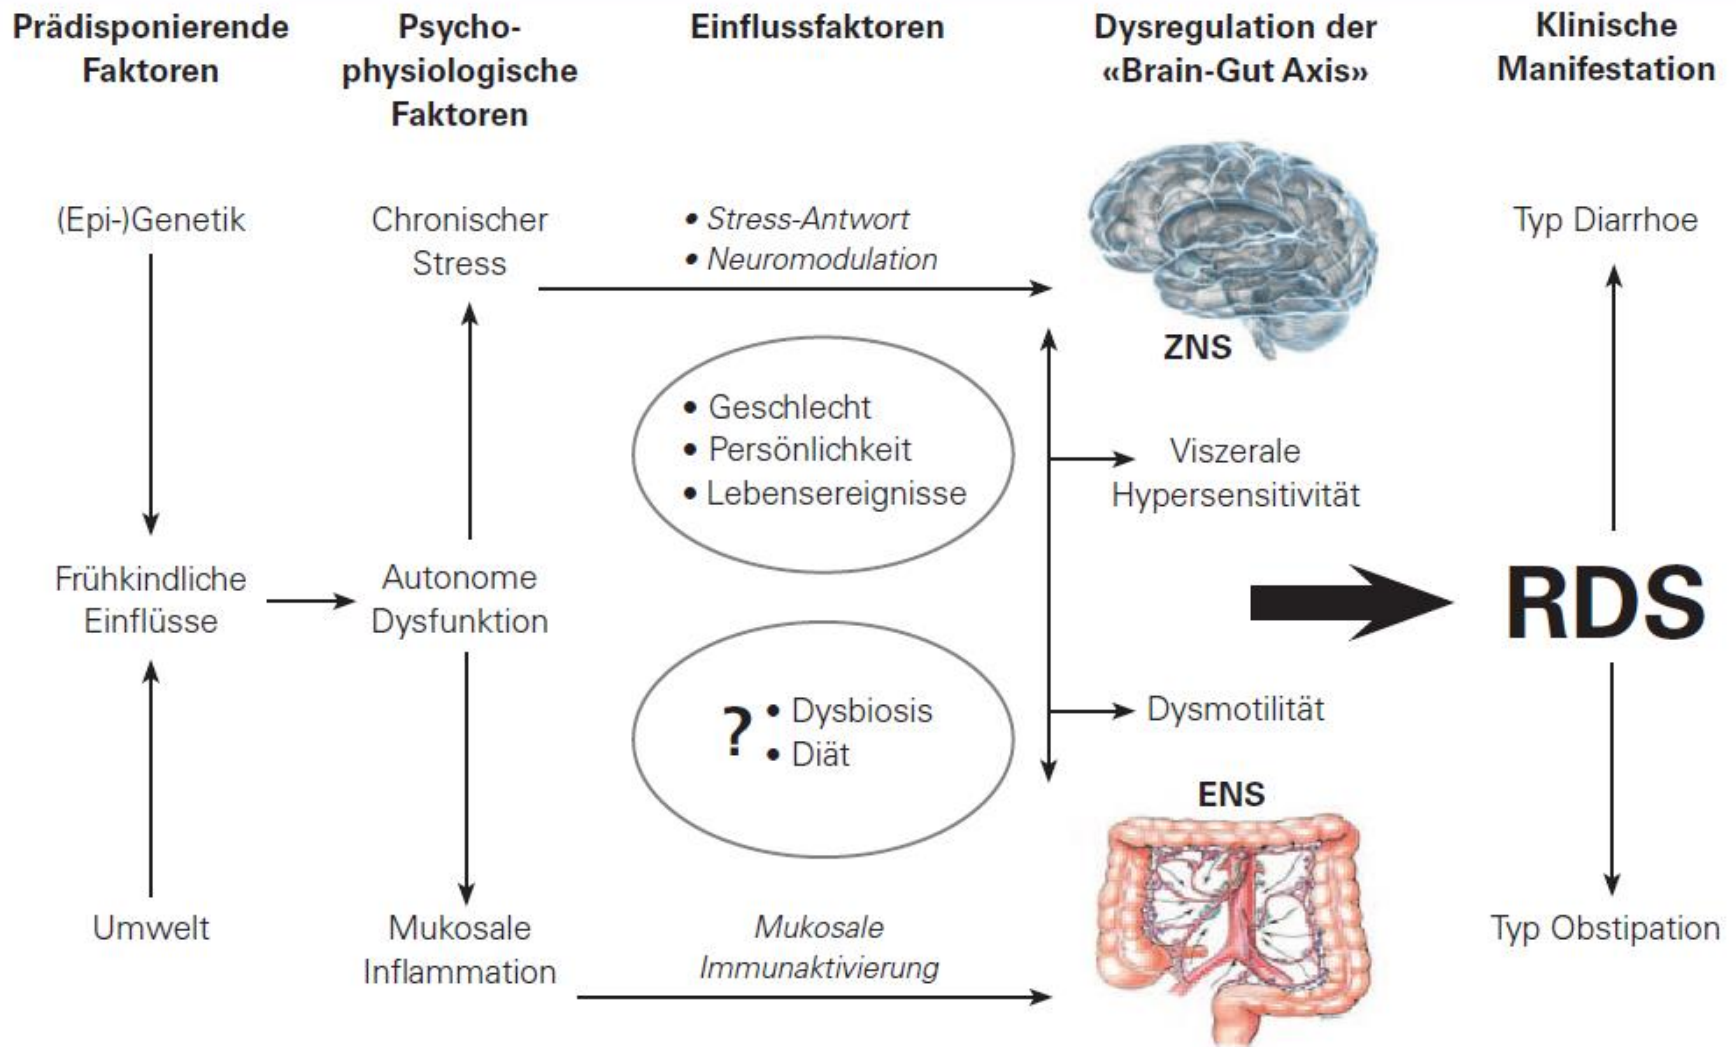 Prädisponierende
Faktoren
Psycho-
physiologische
Faktoren
Einflussfaktoren
Dysregulation der
«Brain-Gut Axis»
Klinische
Manifestation
(Epi-)Genetik
Frühkindliche
Einflüsse
Umwelt
Chronischer
Stress
Autonome
Dysfunktion
Mukosale
Inflammation
• Stress-Antwort
• Neuromodulation
• Geschlecht
• Persönlichkeit
• Lebensereignisse
? • Dysbiosis
• Diät
Mukosale
Immunaktivierung
ZNS
Viszerale
Hypersensitivität
Dysmotilität
ENS
Typ Diarrhoe
RDS
Typ Obstipation